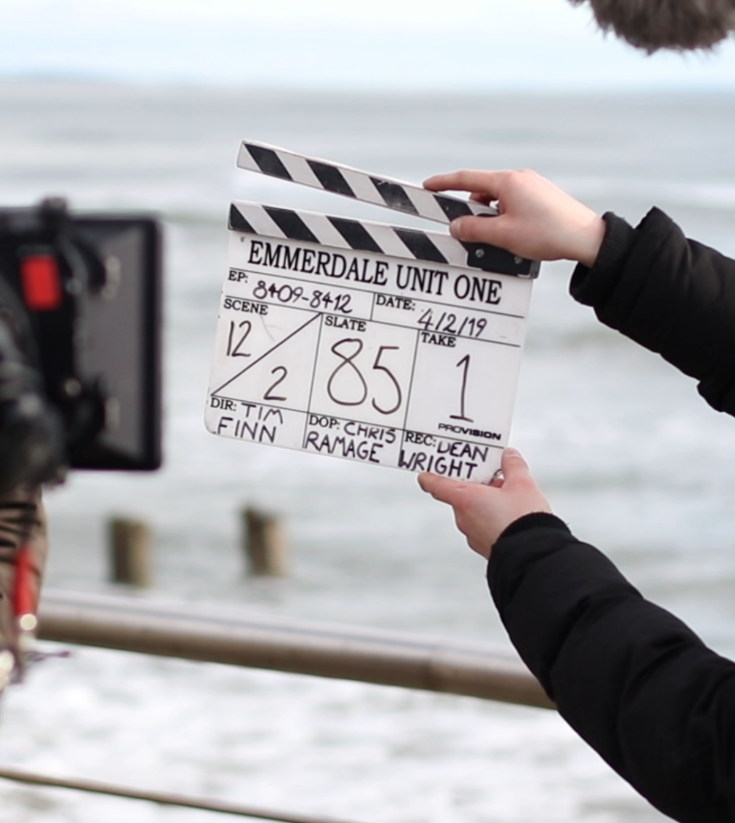 EMMERDALE UNIT ONE
EP: 8409-8412 DATE: 4/2/19
SCENE SLATE TAKE
12/2 85 1
PROVISION
DIR: TIM FINN
DOP: CHRIS RAMAGE
REC: DEAN WRIGHT